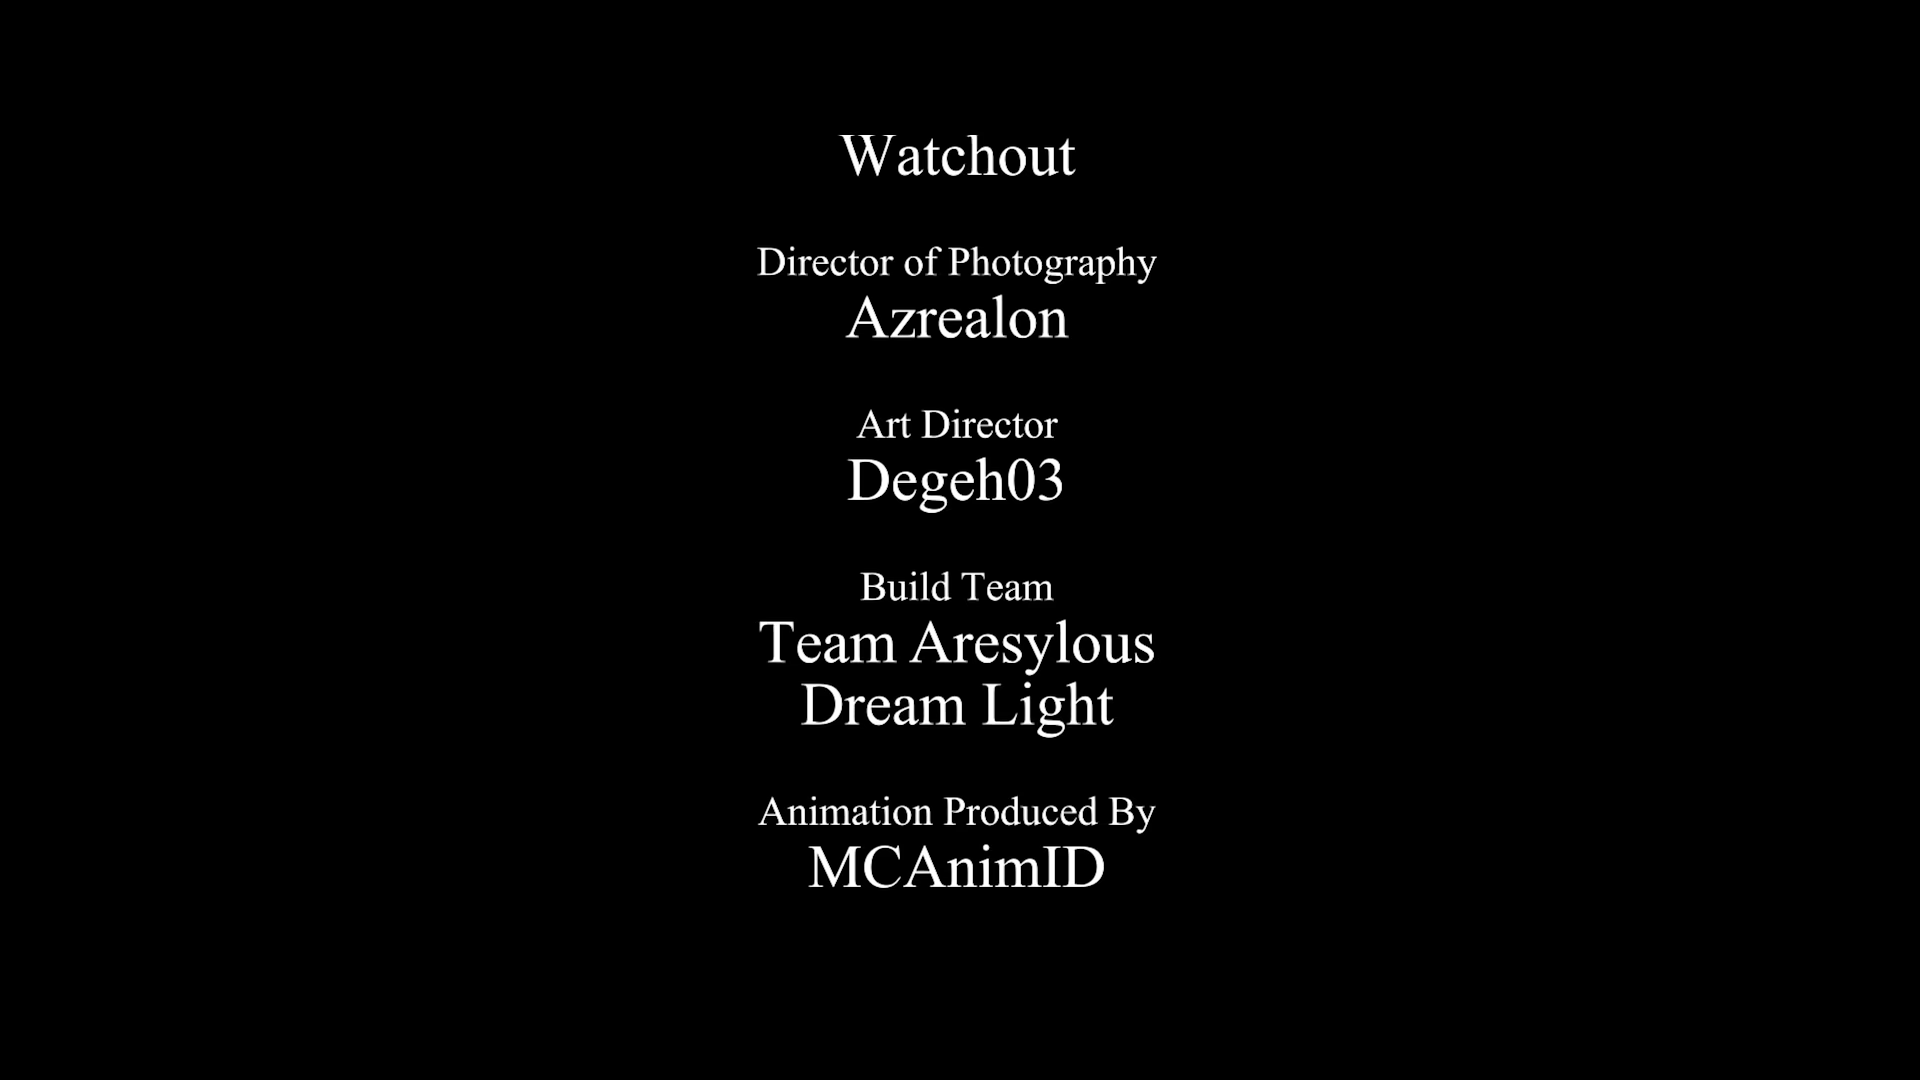 Watchout
Director of Photography
Azrealon
Art Director
Degeh03
Build Team
Team Aresylous
Dream Light
Animation Produced By
MCAnimID